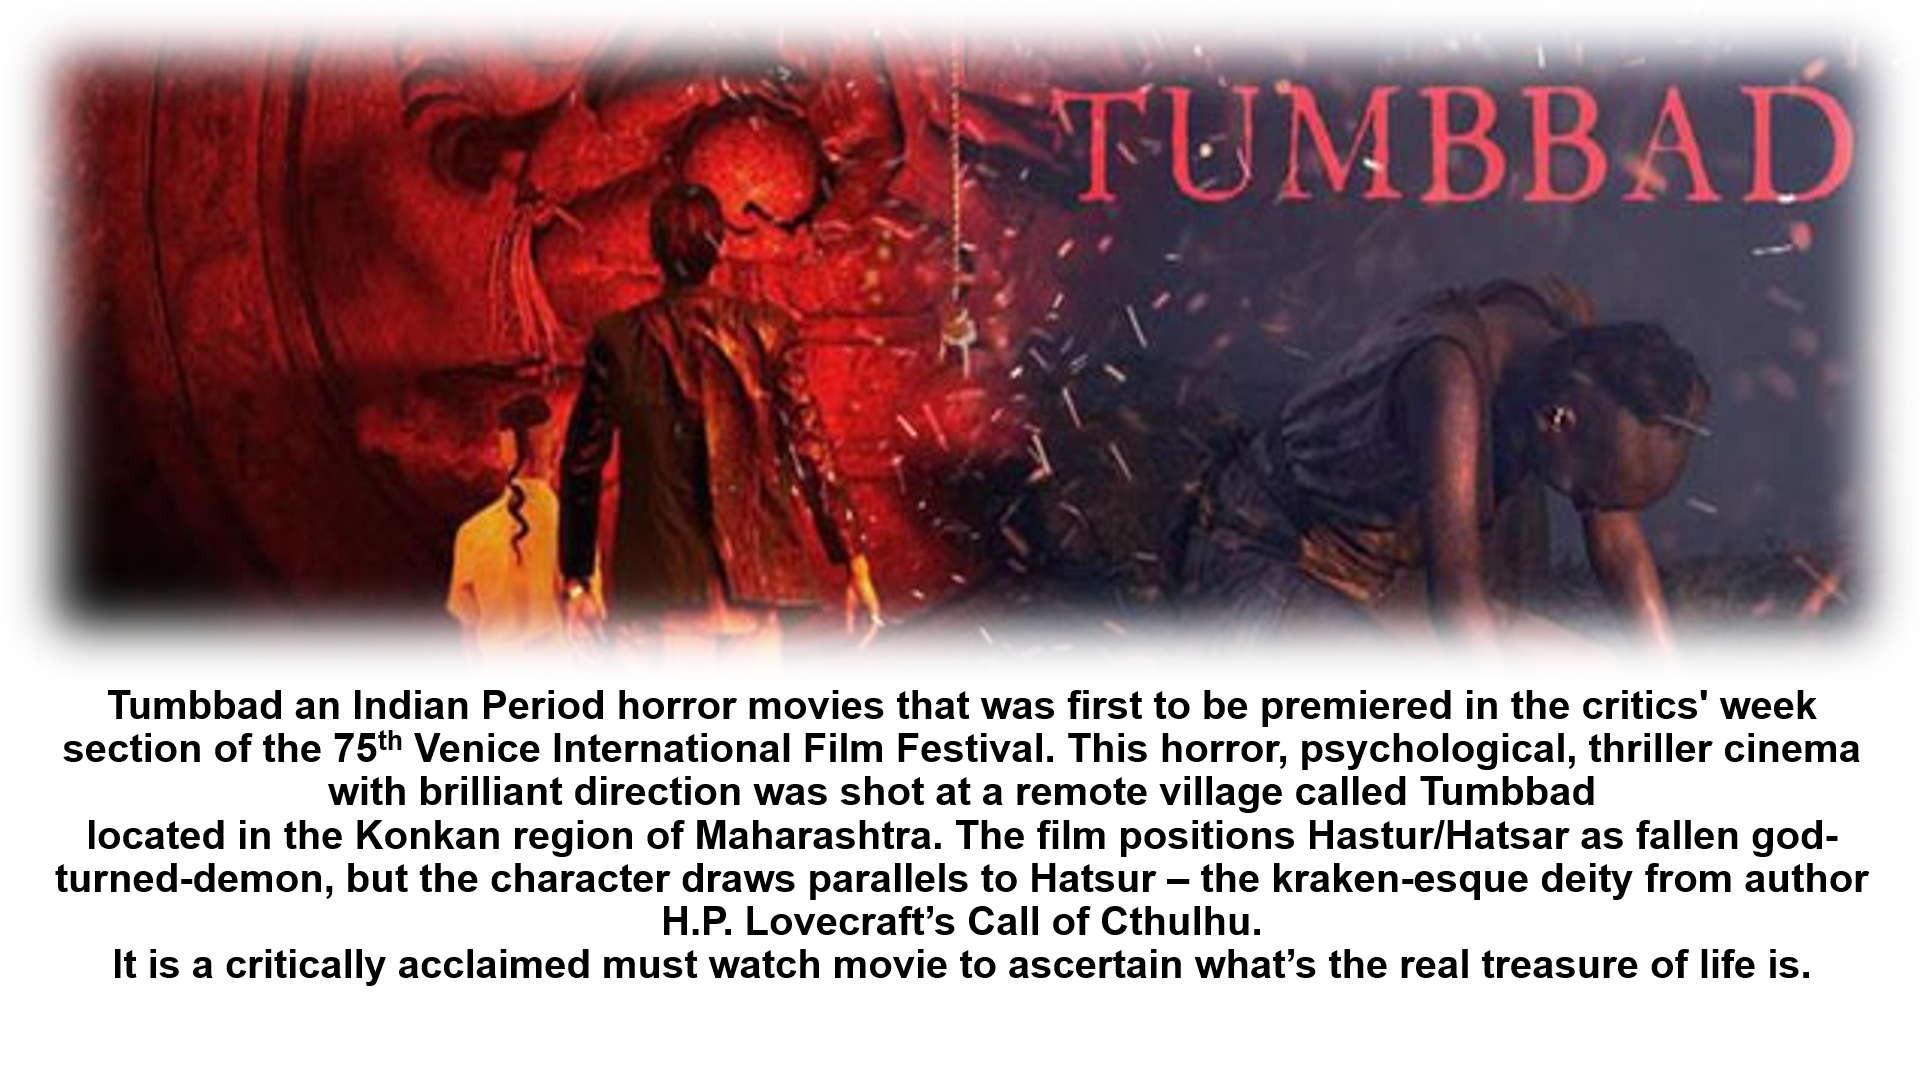 TUMBBAD
Tumbbad an Indian Period horror movies that was first to be premiered in the critics' week
section of the 75th Venice International Film Festival. This horror, psychological, thriller cinema
with brilliant direction was shot at a remote village called Tumbbad
located in the Konkan region of Maharashtra. The film positions Hastur/Hatsar as fallen god-
turned-demon, but the character draws parallels to Hatsur – the kraken-esque deity from author
H.P. Lovecraft’s Call of Cthulhu.
It is a critically acclaimed must watch movie to ascertain what’s the real treasure of life is.